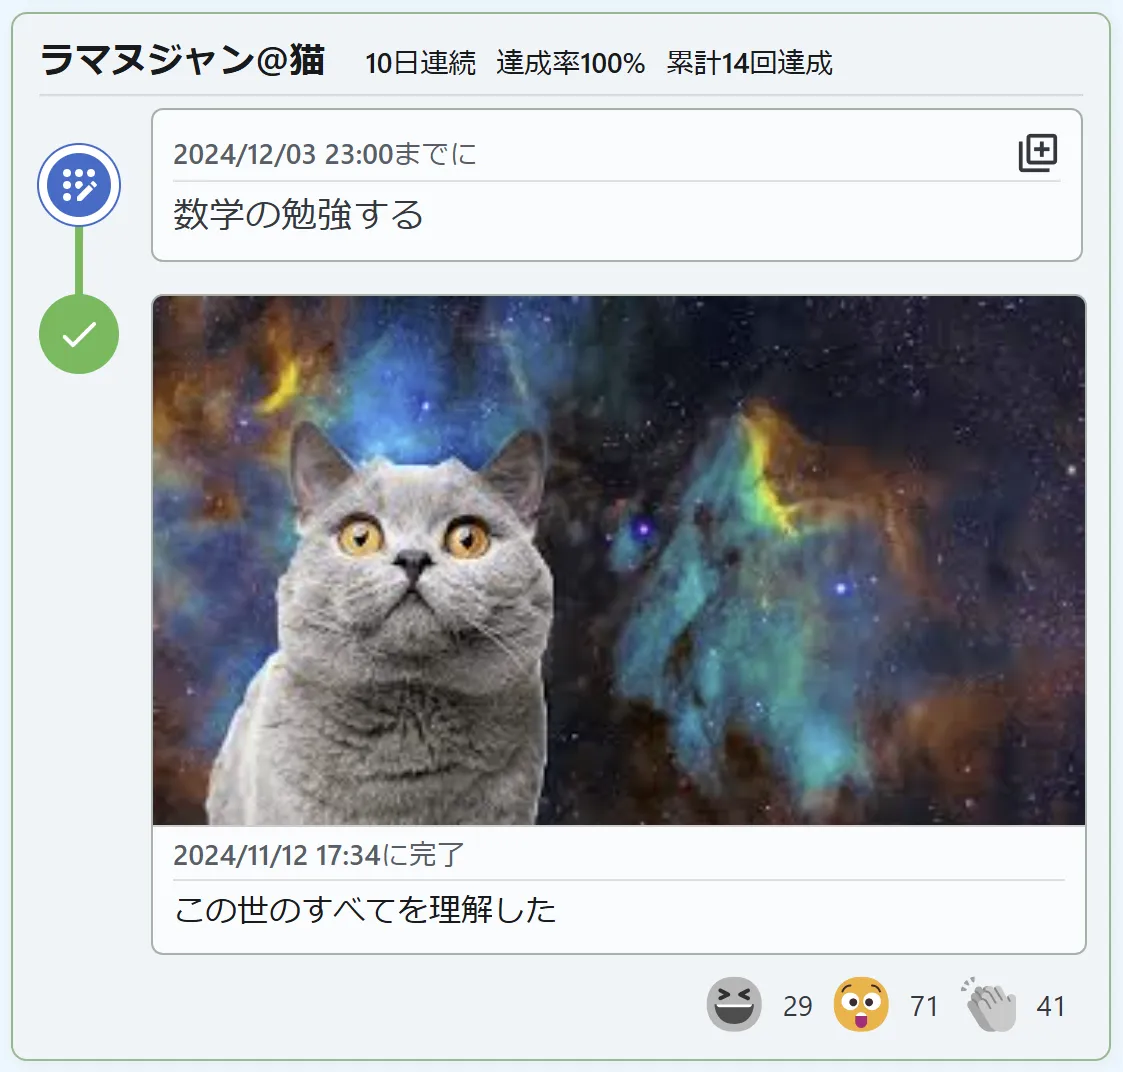 ラマヌジャン@猫 10日連続 達成率100% 累計14回達成
2024/12/03 23:00までに
数学の勉強する
2024/11/12 17:34に完了
この世のすべてを理解した
29 71 41